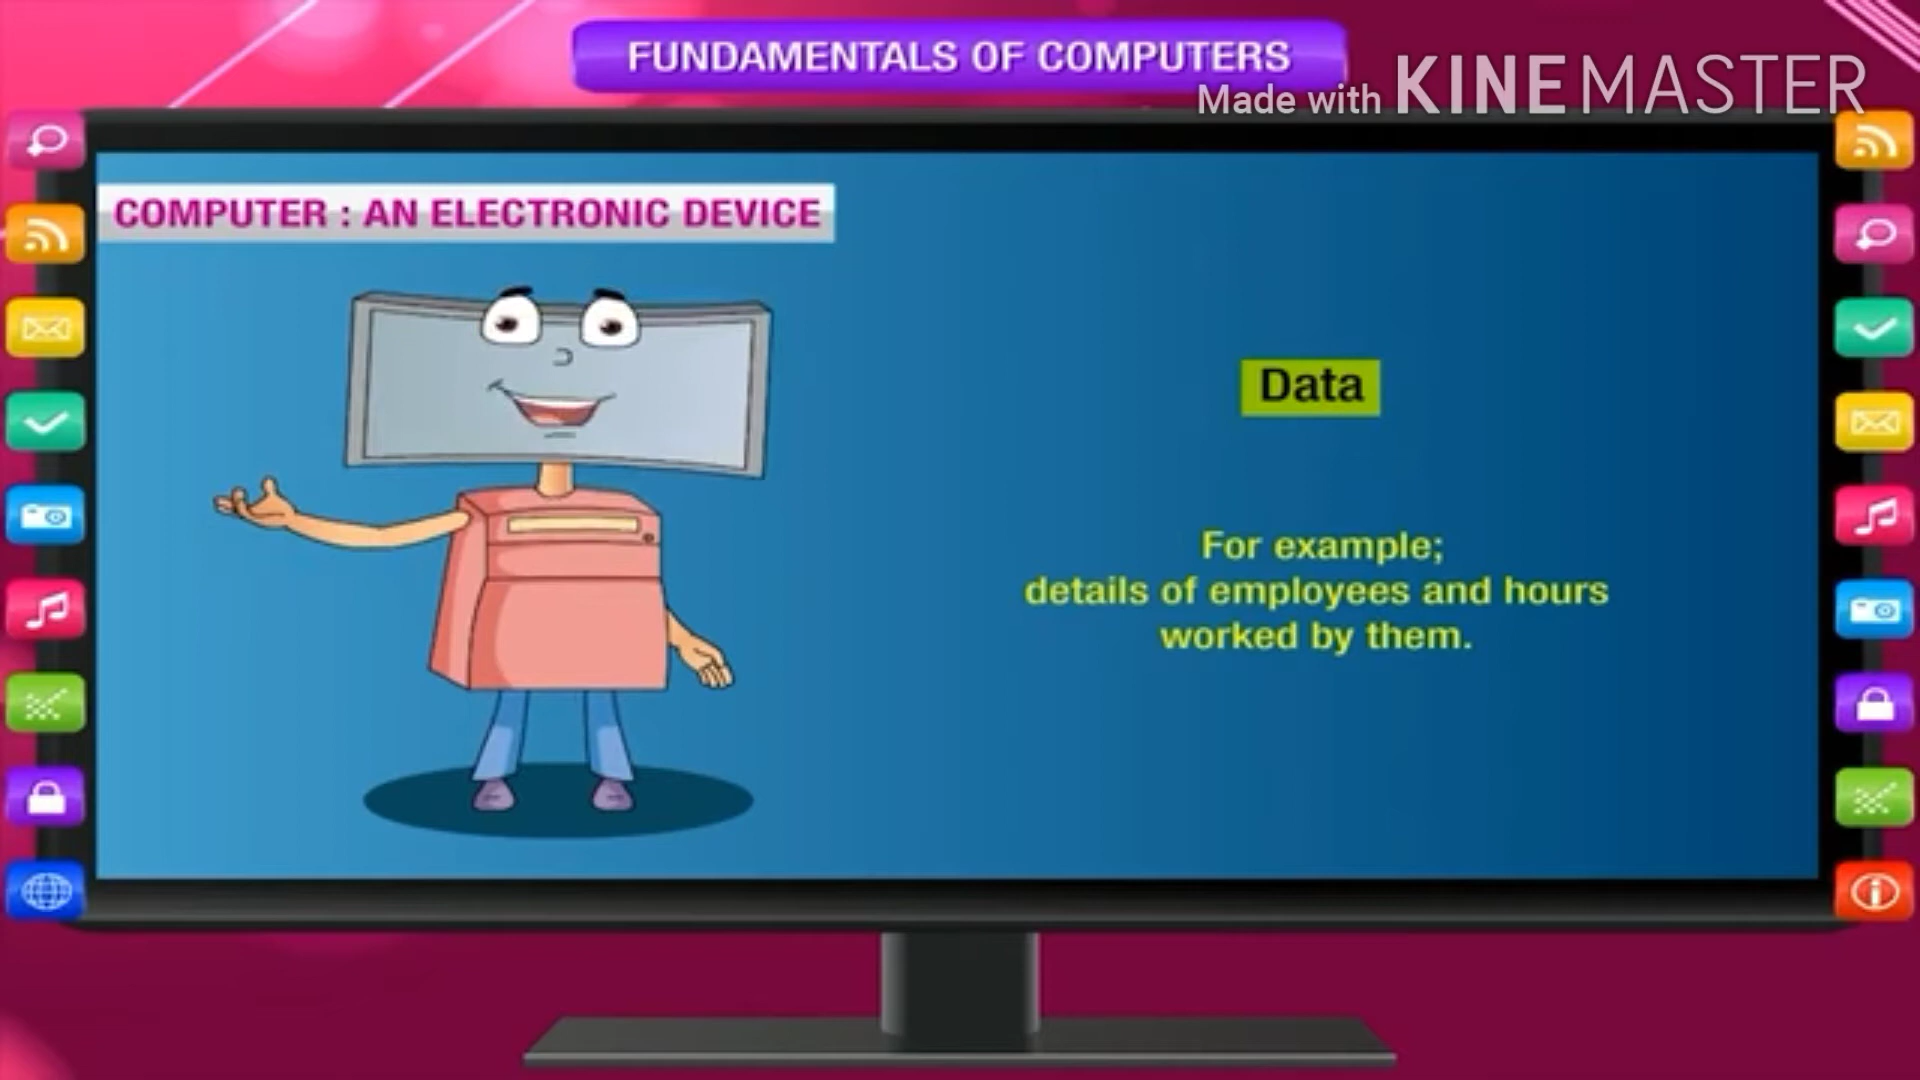 FUNDAMENTALS OF COMPUTERS
Made with KINEMASTER
COMPUTER : AN ELECTRONIC DEVICE
Data
For example;
details of employees and hours
worked by them.